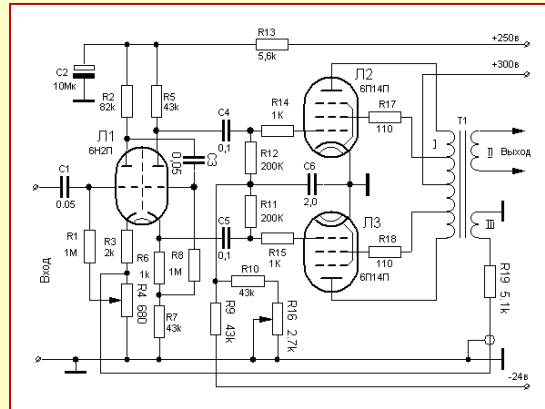 R13
5,6k
+250в
+300в
C2
10Мк
R2
82k
R5
43k
Л1
6Н2П
C3
0,05
C4
0,1
R14
1К
Л2
6П14П
R17
110
T1
I
II
Выход
III
R12
200K
C6
2,0
R11
200K
C1
0.05
R1
1M
R3
2k
R4 680
R6
1k
R8
1M
R7
43k
C5
0,1
R15
1K
Л3
6П14П
R18
110
R10
43k
R9
43k
R16
2.7k
R19
5.1k
Вход
-24в